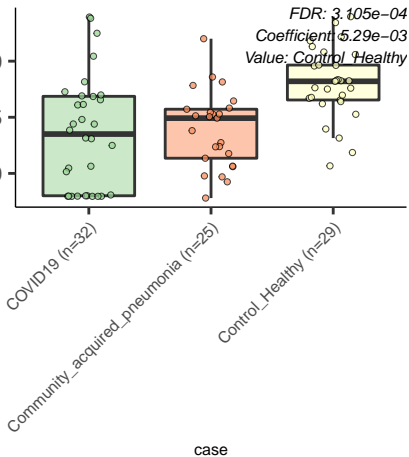 FDR: 3.105e−04
Coefficient: 5.29e−03
Value: Control_Healthy
COVID19 (n=32)
Community_acquired_pneumonia (n=25)
Control_Healthy (n=29)
case